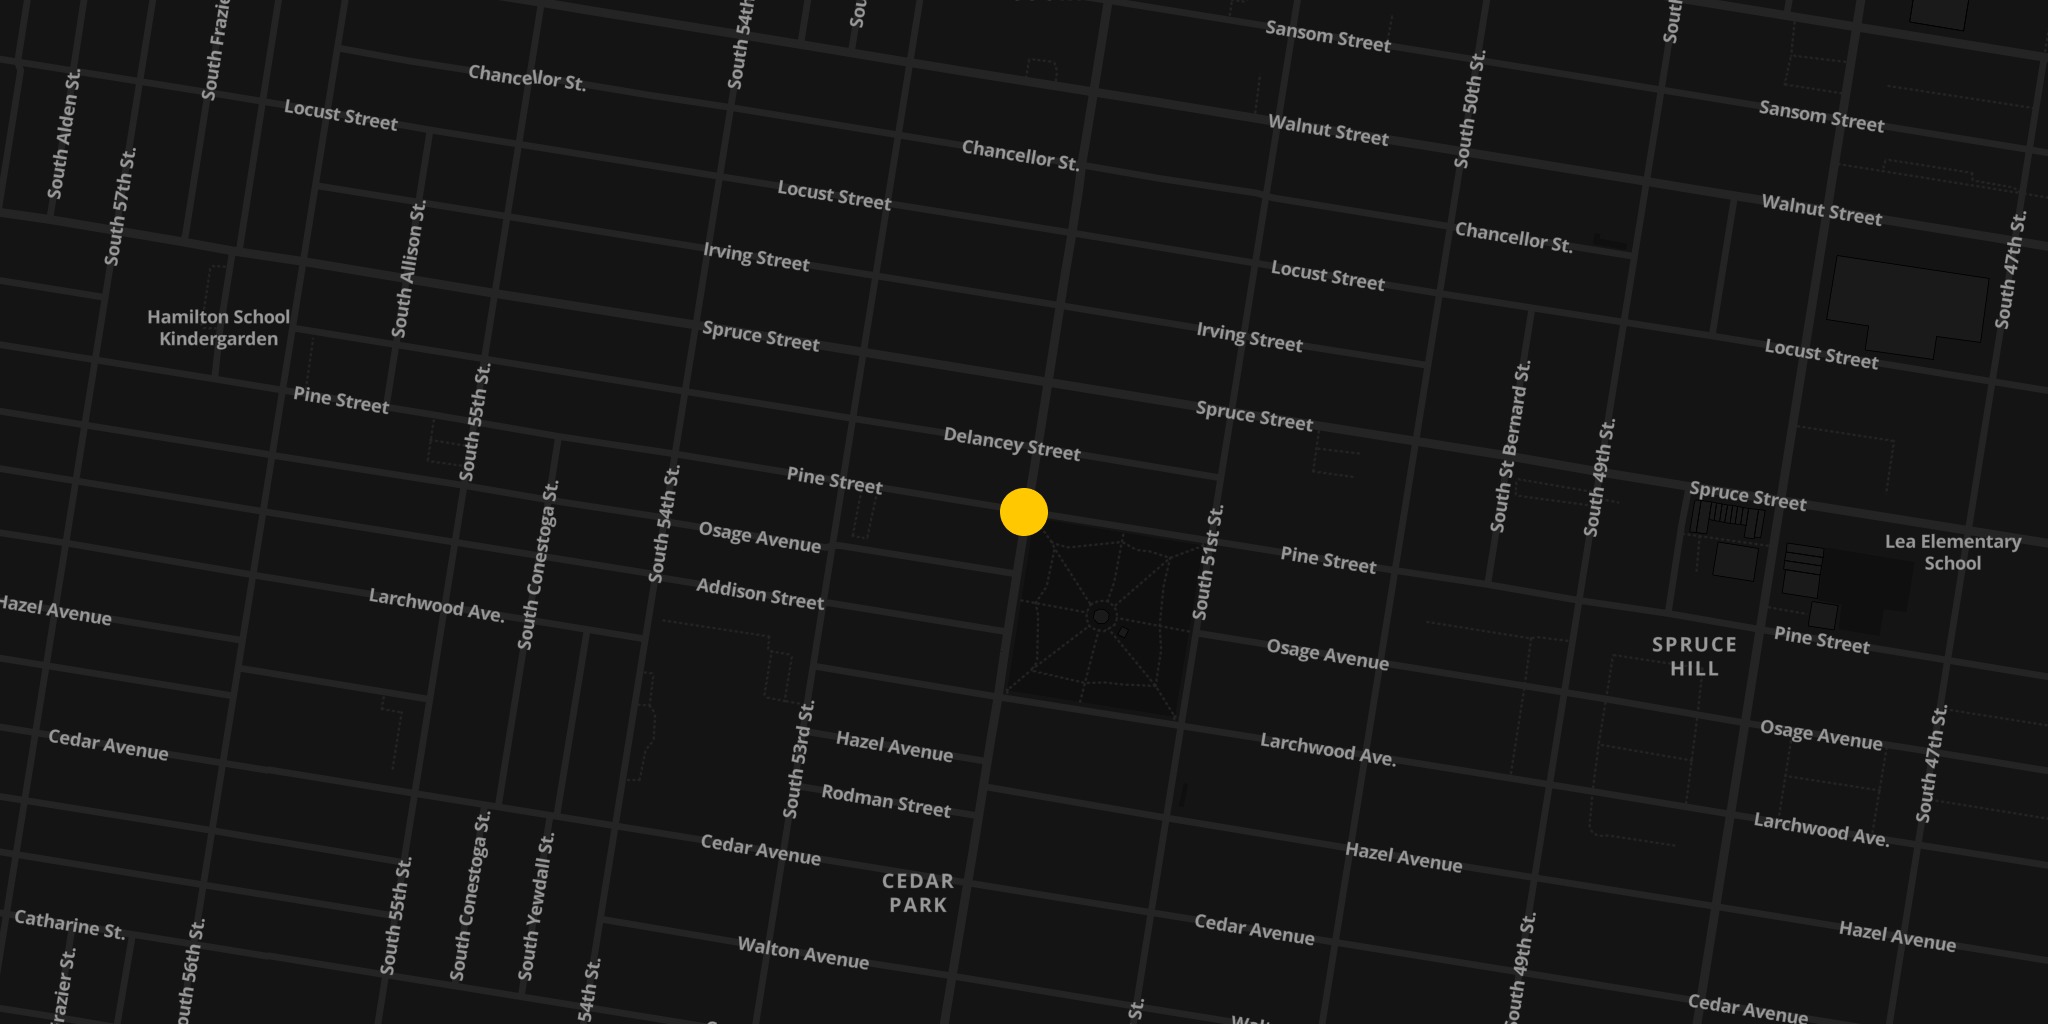 Sansom Street
South Frazie
South 54th
Chancellor St.
South 50th St.
South Alden St.
Locust Street
Sansom Street
Walnut Street
Chancellor St.
South 57th St.
Locust Street
Walnut Street
South Allison St.
Chancellor St.
South 47th St.
Irving Street
Locust Street
Hamilton School
Kindergarden
Spruce Street
Irving Street
Locust Street
South 55th St.
Pine Street
Spruce Street
South St Bernard St.
South 49th St.
Delancey Street
Pine Street
South 54th St.
South Conestoga St.
Spruce Street
Osage Avenue
South 51st St.
Pine Street
Lea Elementary
School
Hazel Avenue
Larchwood Ave.
Addison Street
Osage Avenue
SPRUCE
HILL
Pine Street
Cedar Avenue
South 53rd St.
Hazel Avenue
Larchwood Ave.
Osage Avenue
South 47th St.
Rodman Street
Cedar Avenue
Larchwood Ave.
Hazel Avenue
South 55th St.
South Conestoga St.
South Yewdall St.
CEDAR
PARK
Catharine St.
South 56th St.
Frazier St.
Walton Avenue
Cedar Avenue
South 49th St.
Hazel Avenue
54th St.
St.
Cedar Avenue